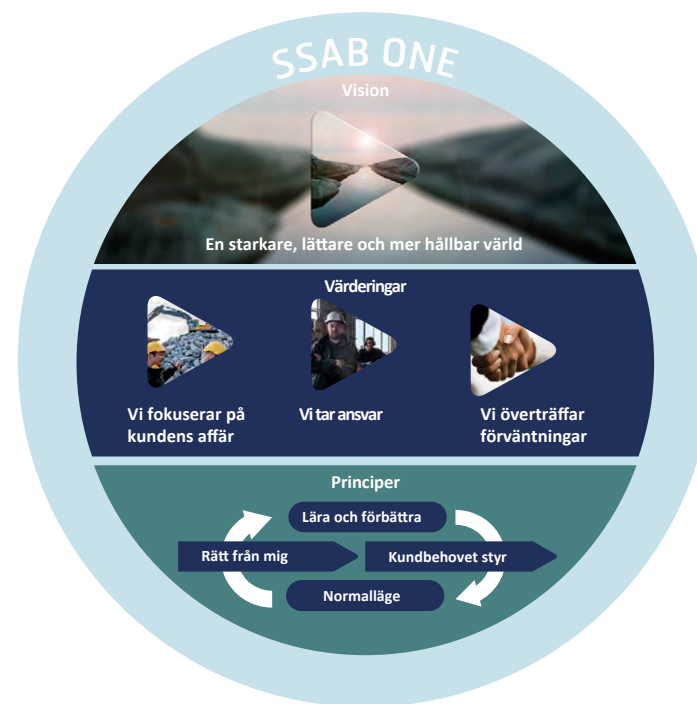 SSAB ONE
Vision
En starkare, lättare och mer hållbar värld
Värderingar
Vi fokuserar på
kundens affär
Vi tar ansvar
Vi överträffar
förväntningar
Principer
Lära och förbättra
Rätt från mig
Kundbehovet styr
Normalläge